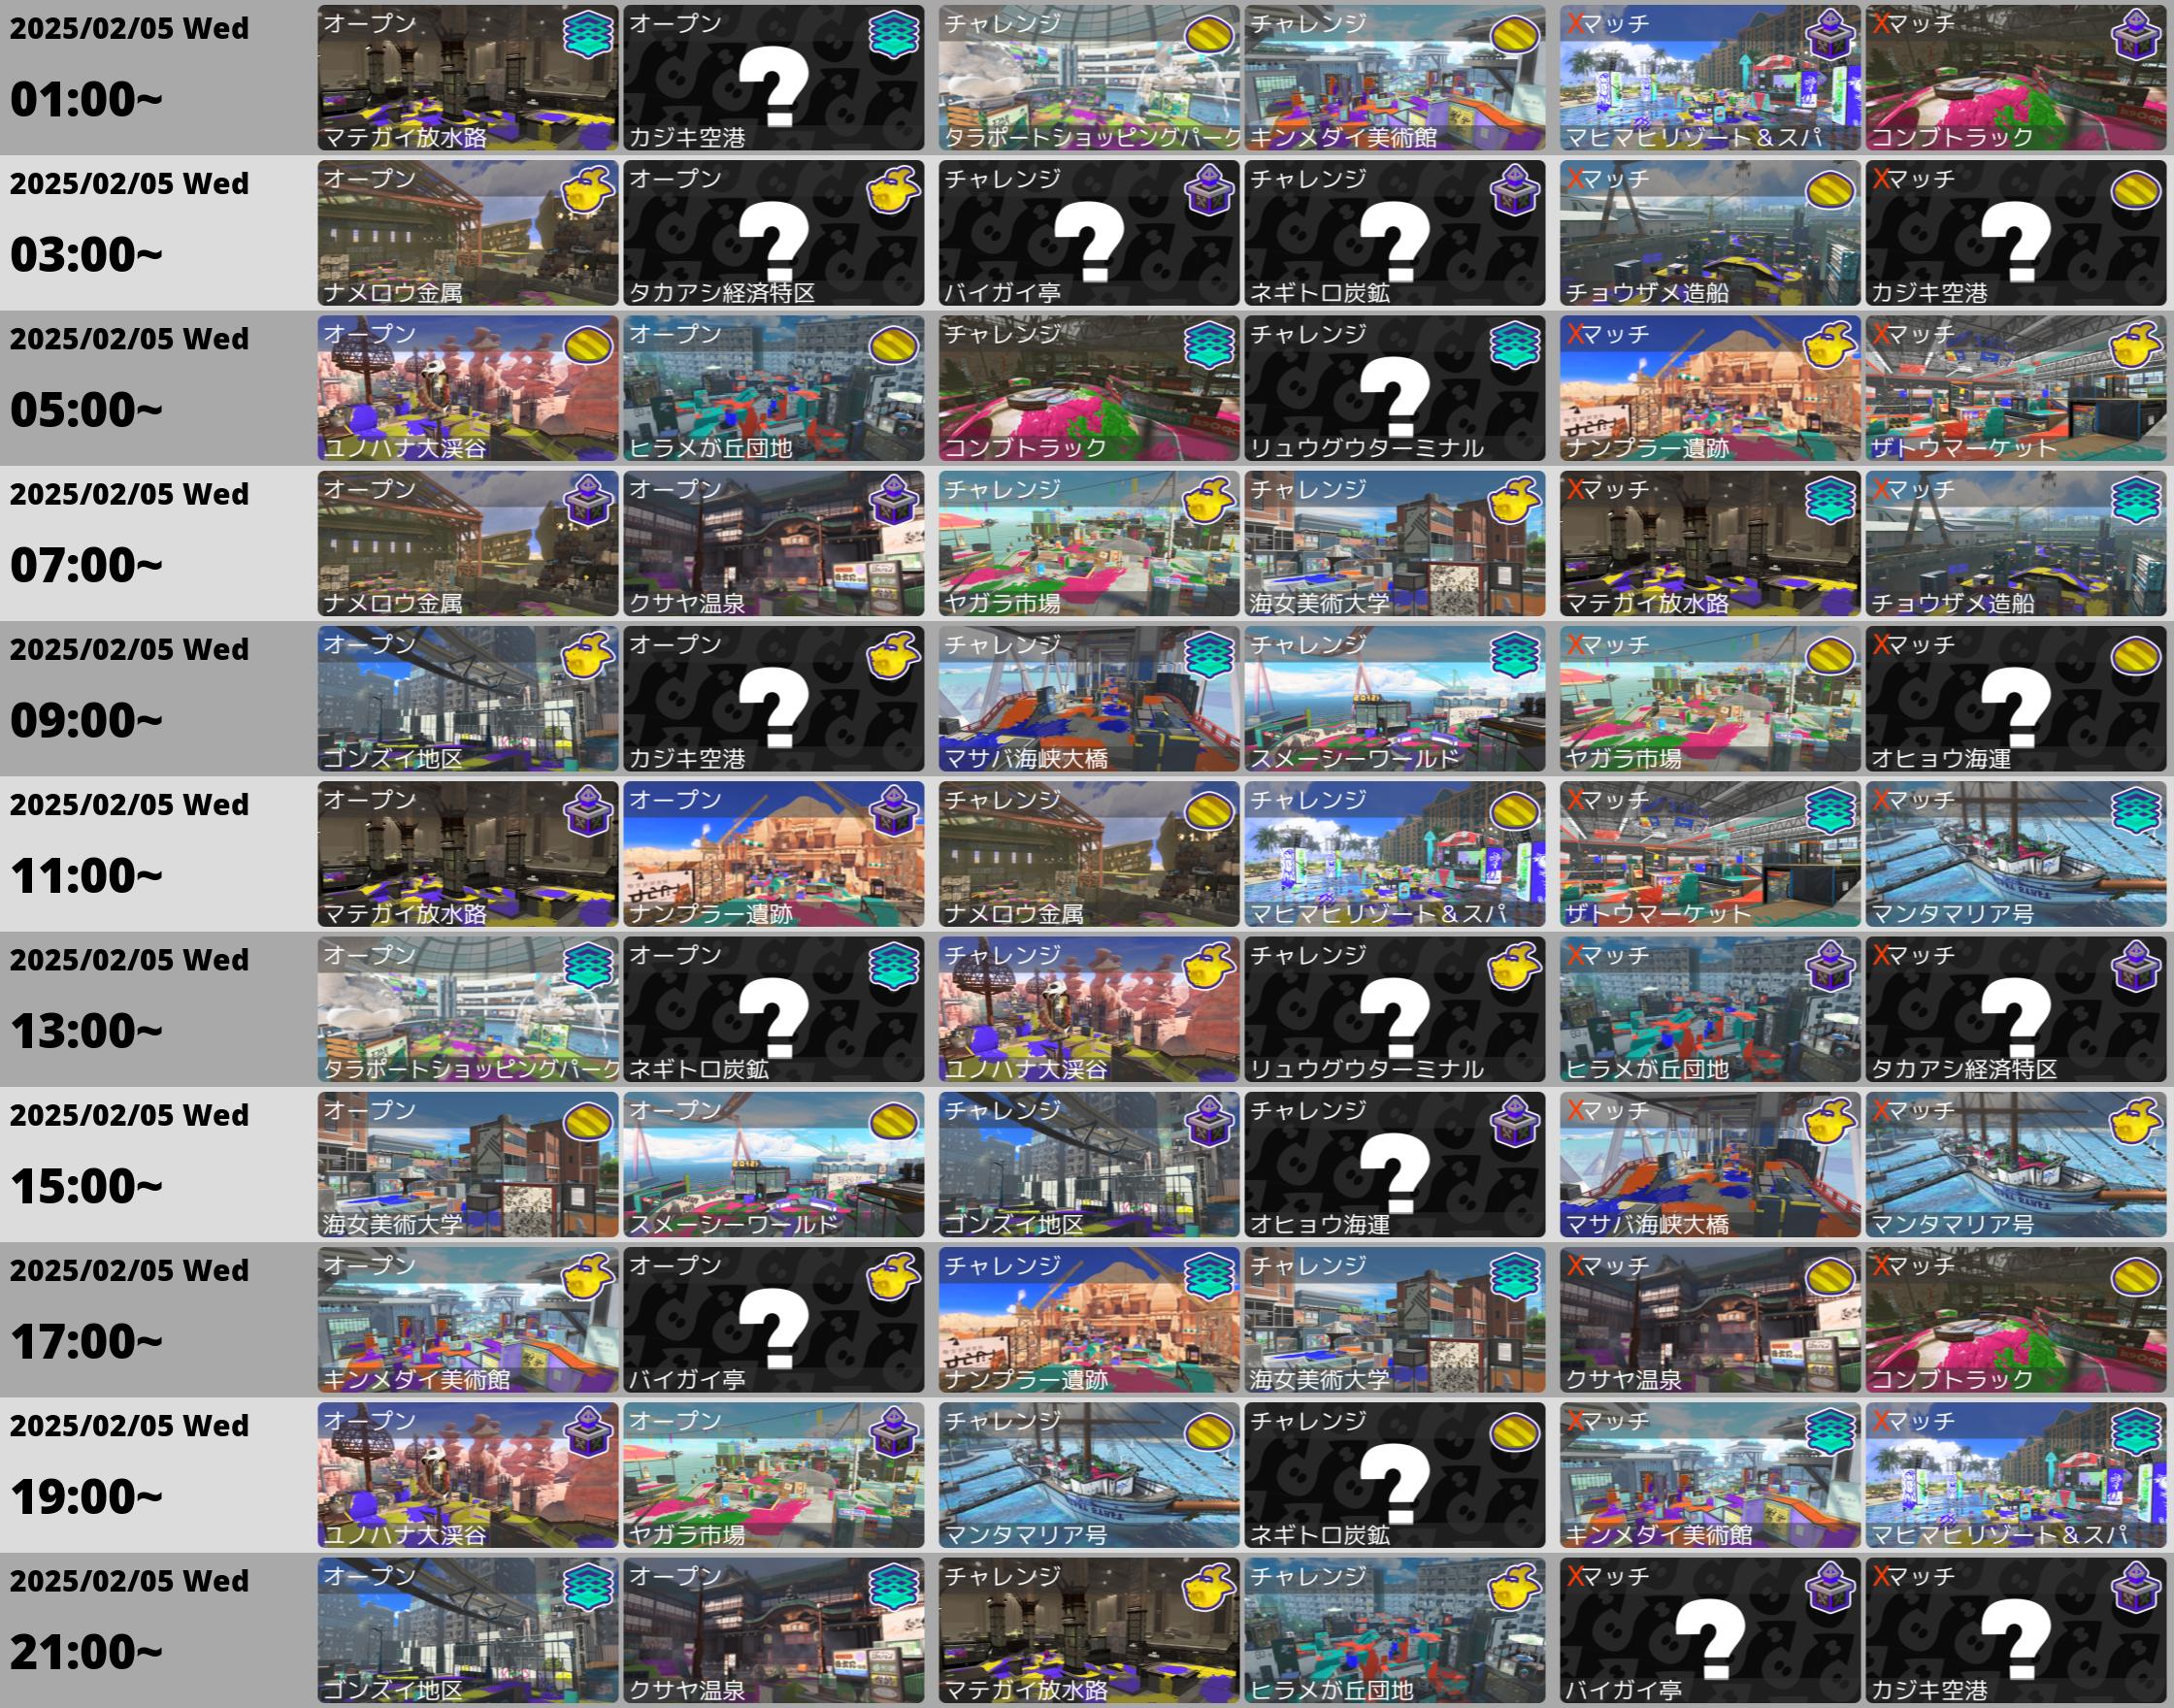 2025/02/05 Wed
01:00~
オープン
マテガイ放水路
オープン
カジキ空港
チャレンジ
タラポートショッピングパーク
チャレンジ
キンメダイ美術館
Xマッチ
マヒマヒリゾート&スパ
Xマッチ
コンブトラック
2025/02/05 Wed
03:00~
オープン
ナメロウ金属
オープン
タカアシ経済特区
チャレンジ
バイガイ亭
チャレンジ
ネギトロ炭鉱
Xマッチ
チョウザメ造船
Xマッチ
カジキ空港
2025/02/05 Wed
05:00~
オープン
ユノハナ大渓谷
オープン
ヒラメが丘団地
チャレンジ
コンブトラック
チャレンジ
リュウグウターミナル
Xマッチ
ナンプラー遺跡
Xマッチ
ザトウマーケット
2025/02/05 Wed
07:00~
オープン
ナメロウ金属
オープン
クサヤ温泉
チャレンジ
ヤガラ市場
チャレンジ
海女美術大学
Xマッチ
マテガイ放水路
Xマッチ
チョウザメ造船
2025/02/05 Wed
09:00~
オープン
ゴンズイ地区
オープン
カジキ空港
チャレンジ
マサバ海峡大橋
チャレンジ
スメーシーワールド
Xマッチ
ヤガラ市場
Xマッチ
オヒョウ海運
2025/02/05 Wed
11:00~
オープン
マテガイ放水路
オープン
ナンプラー遺跡
チャレンジ
ナメロウ金属
チャレンジ
マヒマヒリゾート&スパ
Xマッチ
ザトウマーケット
Xマッチ
マンタマリア号
2025/02/05 Wed
13:00~
オープン
タラポートショッピングパーク
オープン
ネギトロ炭鉱
チャレンジ
ユノハナ大渓谷
チャレンジ
リュウグウターミナル
Xマッチ
ヒラメが丘団地
Xマッチ
タカアシ経済特区
2025/02/05 Wed
15:00~
オープン
海女美術大学
オープン
スメーシーワールド
チャレンジ
ゴンズイ地区
チャレンジ
オヒョウ海運
Xマッチ
マサバ海峡大橋
Xマッチ
マンタマリア号
2025/02/05 Wed
17:00~
オープン
キンメダイ美術館
オープン
バイガイ亭
チャレンジ
ナンプラー遺跡
チャレンジ
海女美術大学
Xマッチ
クサヤ温泉
Xマッチ
コンブトラック
2025/02/05 Wed
19:00~
オープン
ユノハナ大渓谷
オープン
ヤガラ市場
チャレンジ
マンタマリア号
チャレンジ
ネギトロ炭鉱
Xマッチ
キンメダイ美術館
Xマッチ
マヒマヒリゾート&スパ
2025/02/05 Wed
21:00~
オープン
ゴンズイ地区
オープン
クサヤ温泉
チャレンジ
マテガイ放水路
チャレンジ
ヒラメが丘団地
Xマッチ
バイガイ亭
Xマッチ
カジキ空港